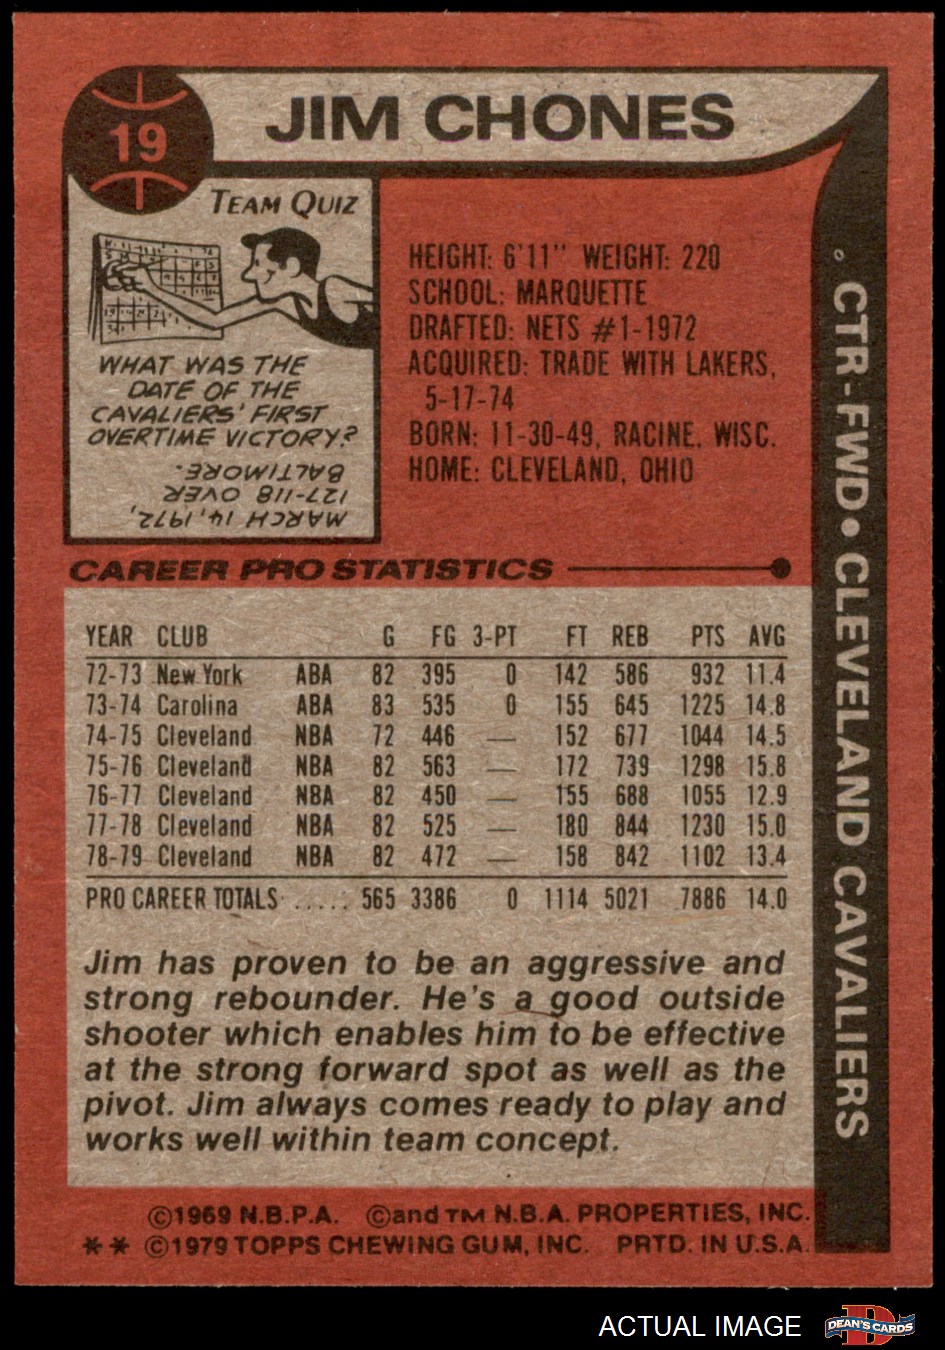 19
JIM CHONES
TEAM QUIZ
WHAT WAS THE
DATE OF THE
CAVALIERS' FIRST
OVERTIME VICTORY?
MARCH 14, 1972,
127-118 OVER
BALTIMORE.
HEIGHT: 6'11" WEIGHT: 220
SCHOOL: MARQUETTE
DRAFTED: NETS #1-1972
ACQUIRED: TRADE WITH LAKERS,
5-17-74
BORN: 11-30-49, RACINE, WISC.
HOME: CLEVELAND, OHIO
CTR-FWD • CLEVELAND CAVALIERS
CAREER PRO STATISTICS
YEAR CLUB G FG 3-PT FT REB PTS AVG
72-73 New York ABA 82 395 0 142 586 932 11.4
73-74 Carolina ABA 83 535 0 155 645 1225 14.8
74-75 Cleveland NBA 72 446 — 152 677 1044 14.5
75-76 Cleveland NBA 82 563 — 172 739 1298 15.8
76-77 Cleveland NBA 82 450 — 155 688 1055 12.9
77-78 Cleveland NBA 82 525 — 180 844 1230 15.0
78-79 Cleveland NBA 82 472 — 158 842 1102 13.4
PRO CAREER TOTALS ..... 565 3386 0 1114 5021 7886 14.0
Jim has proven to be an aggressive and
strong rebounder. He's a good outside
shooter which enables him to be effective
at the strong forward spot as well as the
pivot. Jim always comes ready to play and
works well within team concept.
©1969 N.B.P.A. ©and TM N.B.A. PROPERTIES, INC.
** ©1979 TOPPS CHEWING GUM, INC. PRTD. IN U.S.A.
ACTUAL IMAGE
D
DEAN'S CARDS